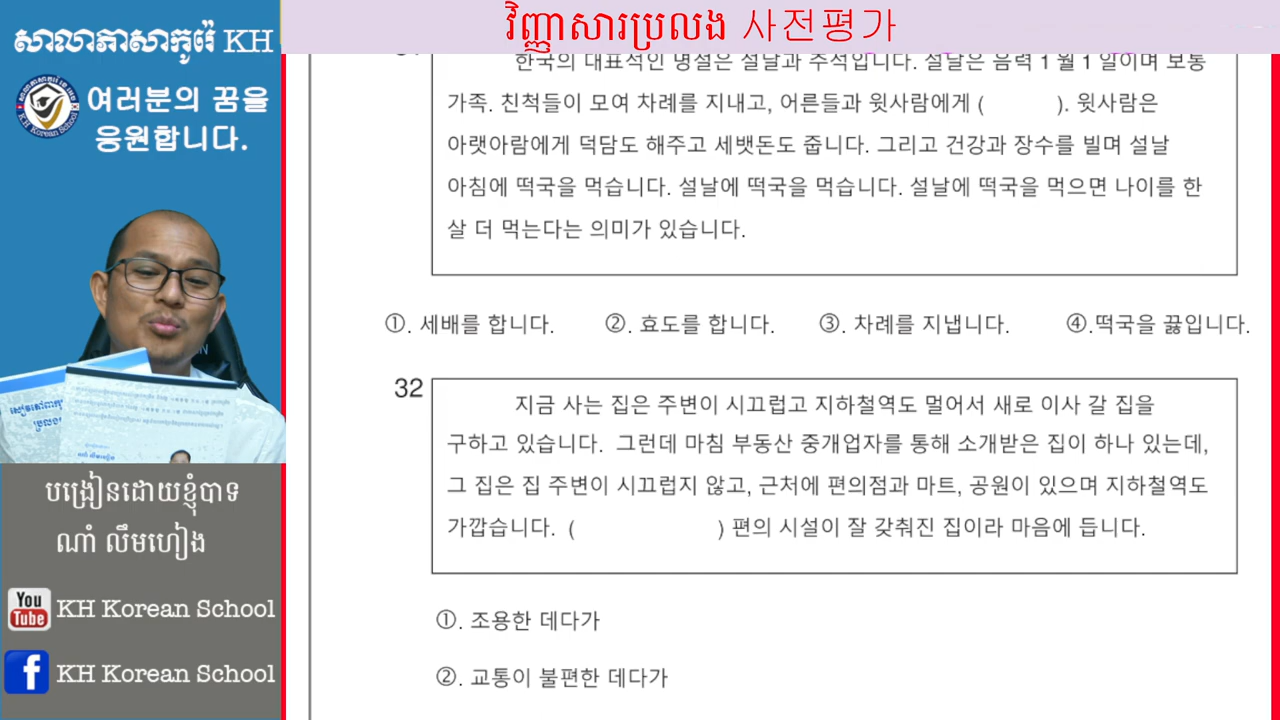 សាលាភាសាកូរ៉េ KH
여러분의 꿈을
응원합니다.
វិញ្ញាសារប្រលង 사전평가
한국의 대표적인 명절은 설날과 추석입니다. 설날은 음력 1 월 1 일이며 보통
가족. 친척들이 모여 차례를 지내고, 어른들과 윗사람에게 ( ). 윗사람은
아랫아람에게 덕담도 해주고 세뱃돈도 줍니다. 그리고 건강과 장수를 빌며 설날
아침에 떡국을 먹습니다. 설날에 떡국을 먹습니다. 설날에 떡국을 먹으면 나이를 한
살 더 먹는다는 의미가 있습니다.
①. 세배를 합니다. ②. 효도를 합니다. ③. 차례를 지냅니다. ④.떡국을 끓입니다.
32
지금 사는 집은 주변이 시끄럽고 지하철역도 멀어서 새로 이사 갈 집을
구하고 있습니다. 그런데 마침 부동산 중개업자를 통해 소개받은 집이 하나 있는데,
그 집은 집 주변이 시끄럽지 않고, 근처에 편의점과 마트, 공원이 있으며 지하철역도
가깝습니다. ( ) 편의 시설이 잘 갖춰진 집이라 마음에 듭니다.
①. 조용한 데다가
②. 교통이 불편한 데다가
បង្រៀនដោយខ្ញុំបាទ
ណាំ លឹមហៀង
You Tube KH Korean School
f KH Korean School